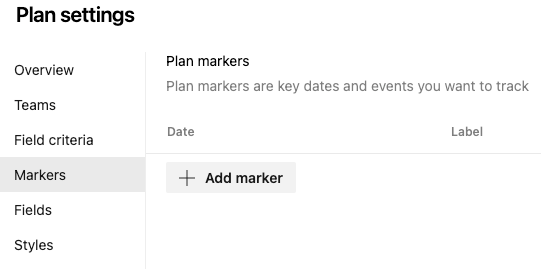 Plan settings
Overview
Teams
Field criteria
Markers
Fields
Styles
Plan markers
Plan markers are key dates and events you want to track
Date Label
Add marker